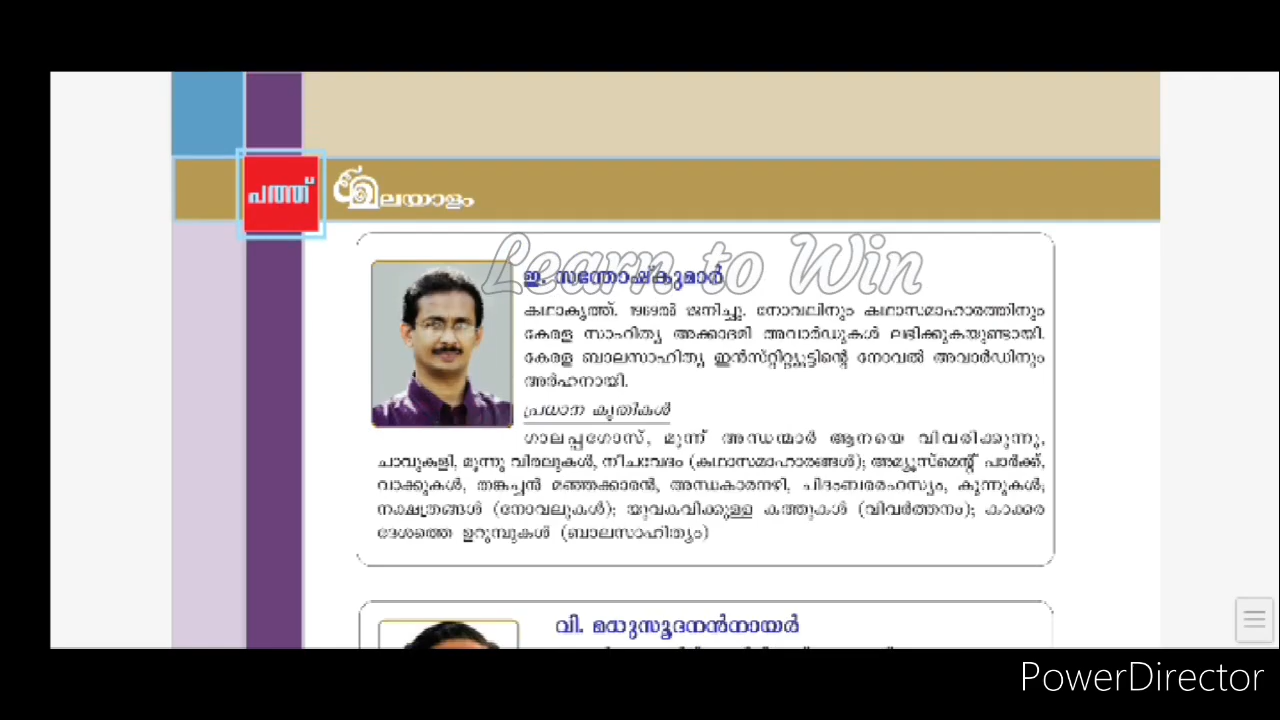 പത്ത്
മലയാളം
Learn to Win
ഇ. സന്തോഷ്‌കുമാർ
കഥാകൃത്ത്. 1969ൽ ജനിച്ചു. നോവലിനും കഥാസമാഹാരത്തിനും
കേരള സാഹിത്യ അക്കാദമി അവാർഡുകൾ ലഭിക്കുകയുണ്ടായി.
കേരള ബാലസാഹിത്യ ഇൻസ്റ്റിറ്റ്യൂട്ടിന്റെ നോവൽ അവാർഡിനും
അർഹനായി.
പ്രധാന കൃതികൾ
ഗാലപ്പഗോസ്, മൂന്ന് അന്ധന്മാർ ആനയെ വിവരിക്കുന്നു,
ചാവുകളി, മൂന്നു വിരലുകൾ, നീചവേദം (കഥാസമാഹാരങ്ങൾ); അമ്യൂസ്‌മെന്റ് പാർക്ക്,
വാക്കുകൾ, തങ്കച്ചൻ മഞ്ഞക്കാരൻ, അന്ധകാരനഴി, ചിദംബരരഹസ്യം, കുന്നുകൾ;
നക്ഷത്രങ്ങൾ (നോവലുകൾ); യുവകവിക്കുള്ള കത്തുകൾ (വിവർത്തനം); കാക്കര
ദേശത്തെ ഉറുമ്പുകൾ (ബാലസാഹിത്യം)
വി. മധുസൂദനൻനായർ
PowerDirector